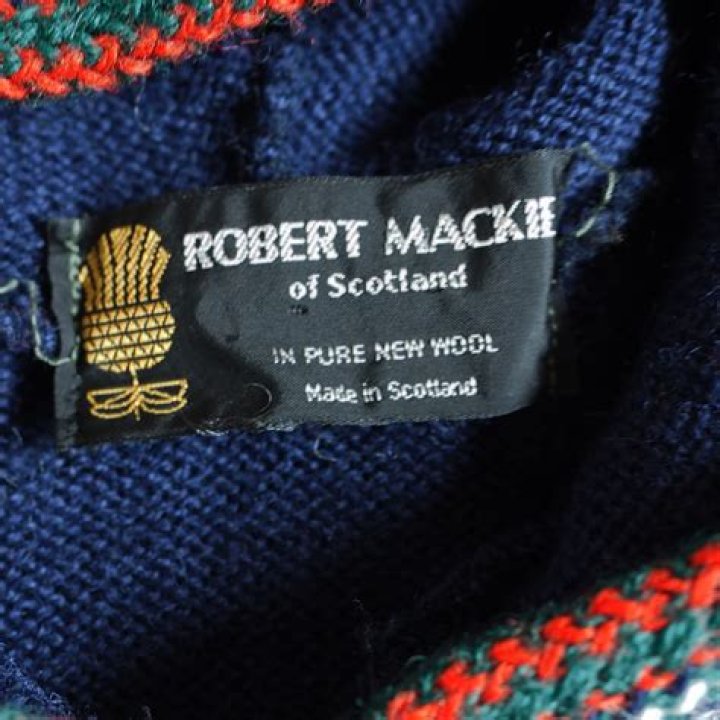 ROBERT MACKIE
of Scotland
IN PURE NEW WOOL
Made in Scotland